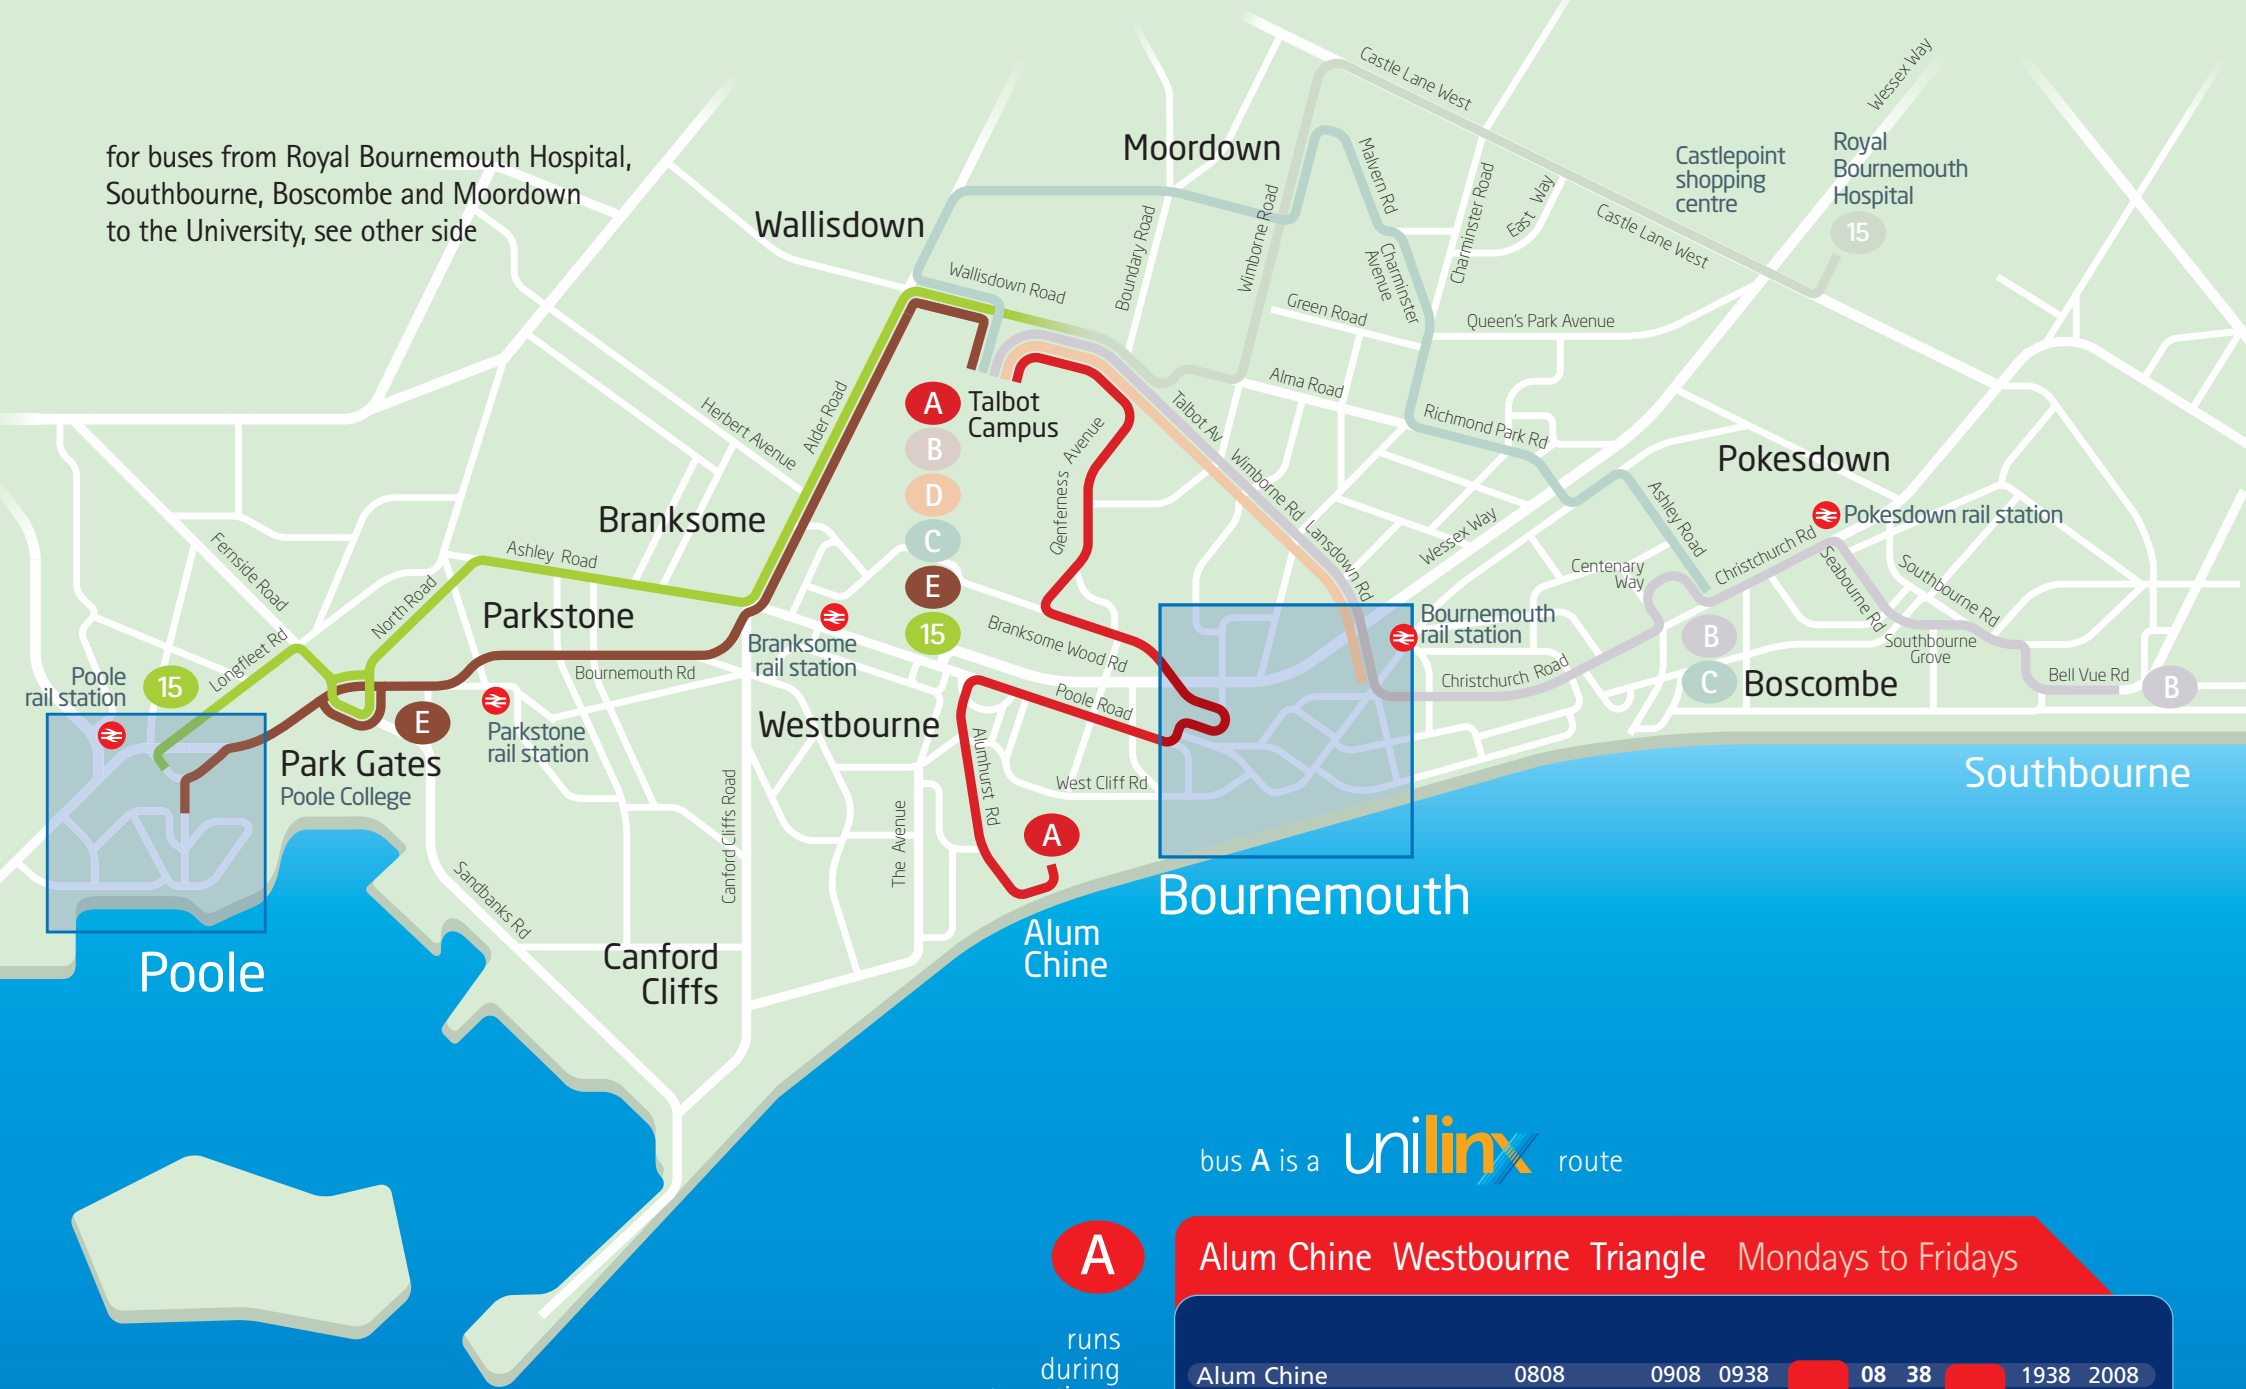 for buses from Royal Bournemouth Hospital,
Southbourne, Boscombe and Moordown
to the University, see other side
Castle Lane West
Wessex Way
Moordown
Malvern Rd
Charminster Road
East Way
Castlepoint
shopping
centre
Royal
Bournemouth
Hospital
15
Castle Lane West
Wallisdown
Wallisdown Road
Boundary Road
Wimborne Road
Charminster
Avenue
Green Road
Queen's Park Avenue
Alma Road
Herbert Avenue
Alder Road
A
Talbot
Campus
B
D
C
E
15
Glenferness Avenue
Talbot Av
Wimborne Rd
Lansdown Rd
Richmond Park Rd
Wessex Way
Ashley Road
Pokesdown
Pokesdown rail station
Christchurch Rd
Centenary
Way
Seabourne Rd
Southbourne Rd
Southbourne
Grove
Bell Vue Rd
B
B
C
Boscombe
Southbourne
Christchurch Road
Bournemouth
rail station
Branksome
Ashley Road
Fernside Road
North Road
Longfleet Rd
Parkstone
Bournemouth Rd
Branksome
rail station
Branksome Wood Rd
Poole Road
Poole
rail station
15
E
Parkstone
rail station
Park Gates
Poole College
Westbourne
Alumhurst Rd
West Cliff Rd
Canford Cliffs Road
The Avenue
A
Sandbanks Rd
Bournemouth
Alum
Chine
Canford
Cliffs
Poole
bus A is a unilinx route
A
Alum Chine Westbourne Triangle Mondays to Fridays
runs
during
Alum Chine 0808 0908 0938 08 38 1938 2008